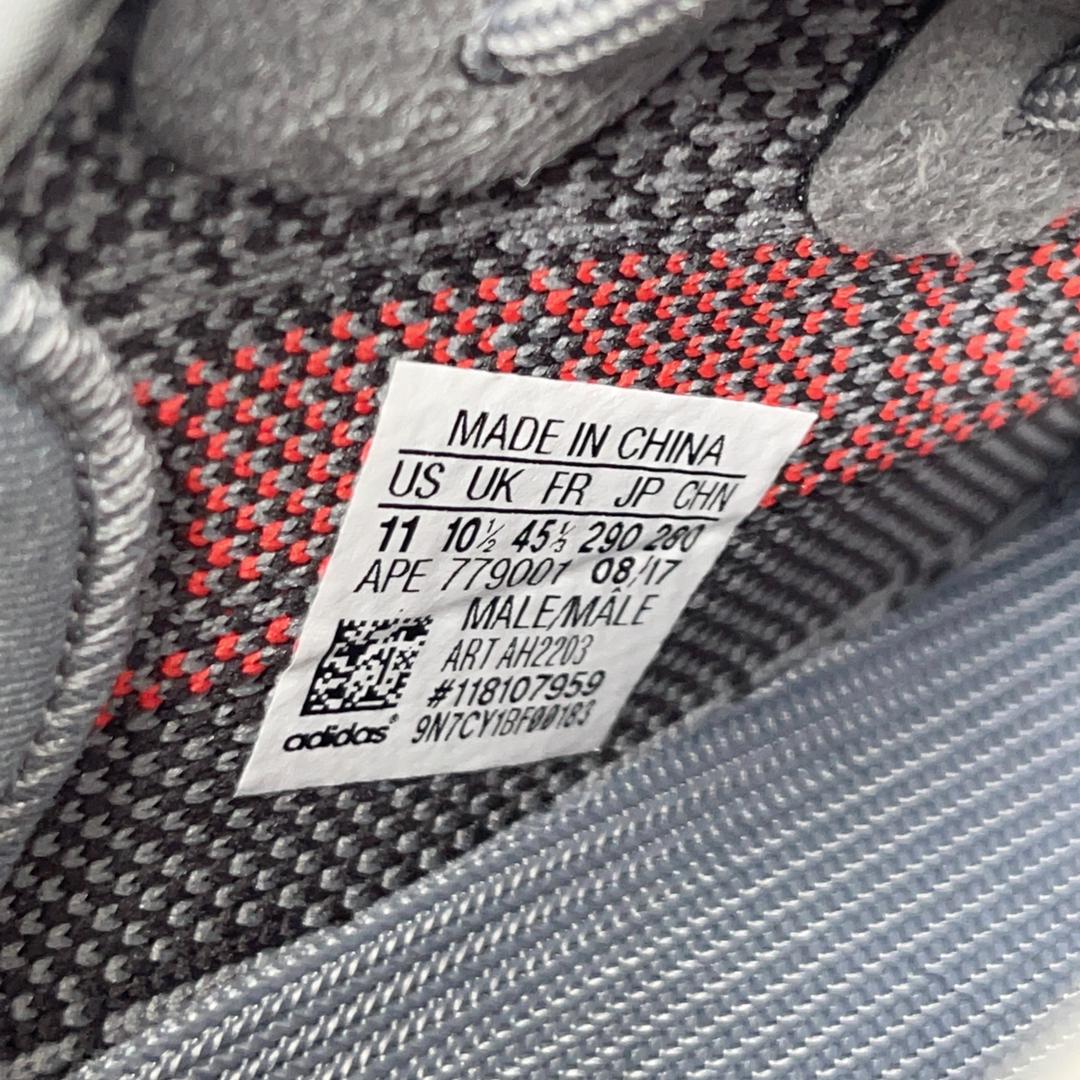 MADE IN CHINA
US UK FR JP CHN
11 10½ 45⅓ 290 280
APE 779001 08/17
MALE/MÂLE
ART AH2203
#118107959
adidas® 9N7CY1BF00183